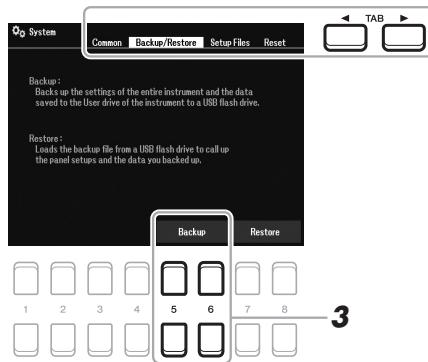 ◀ TAB ▶
System
Common Backup/Restore Setup Files Reset
Backup :
Backs up the settings of the entire instrument and the data
saved to the User drive of the instrument to a USB flash drive.
Restore :
Loads the backup file from a USB flash drive to call up
the panel setups and the data you backed up.
Backup Restore
1 2 3 4 5 6 7 8
3